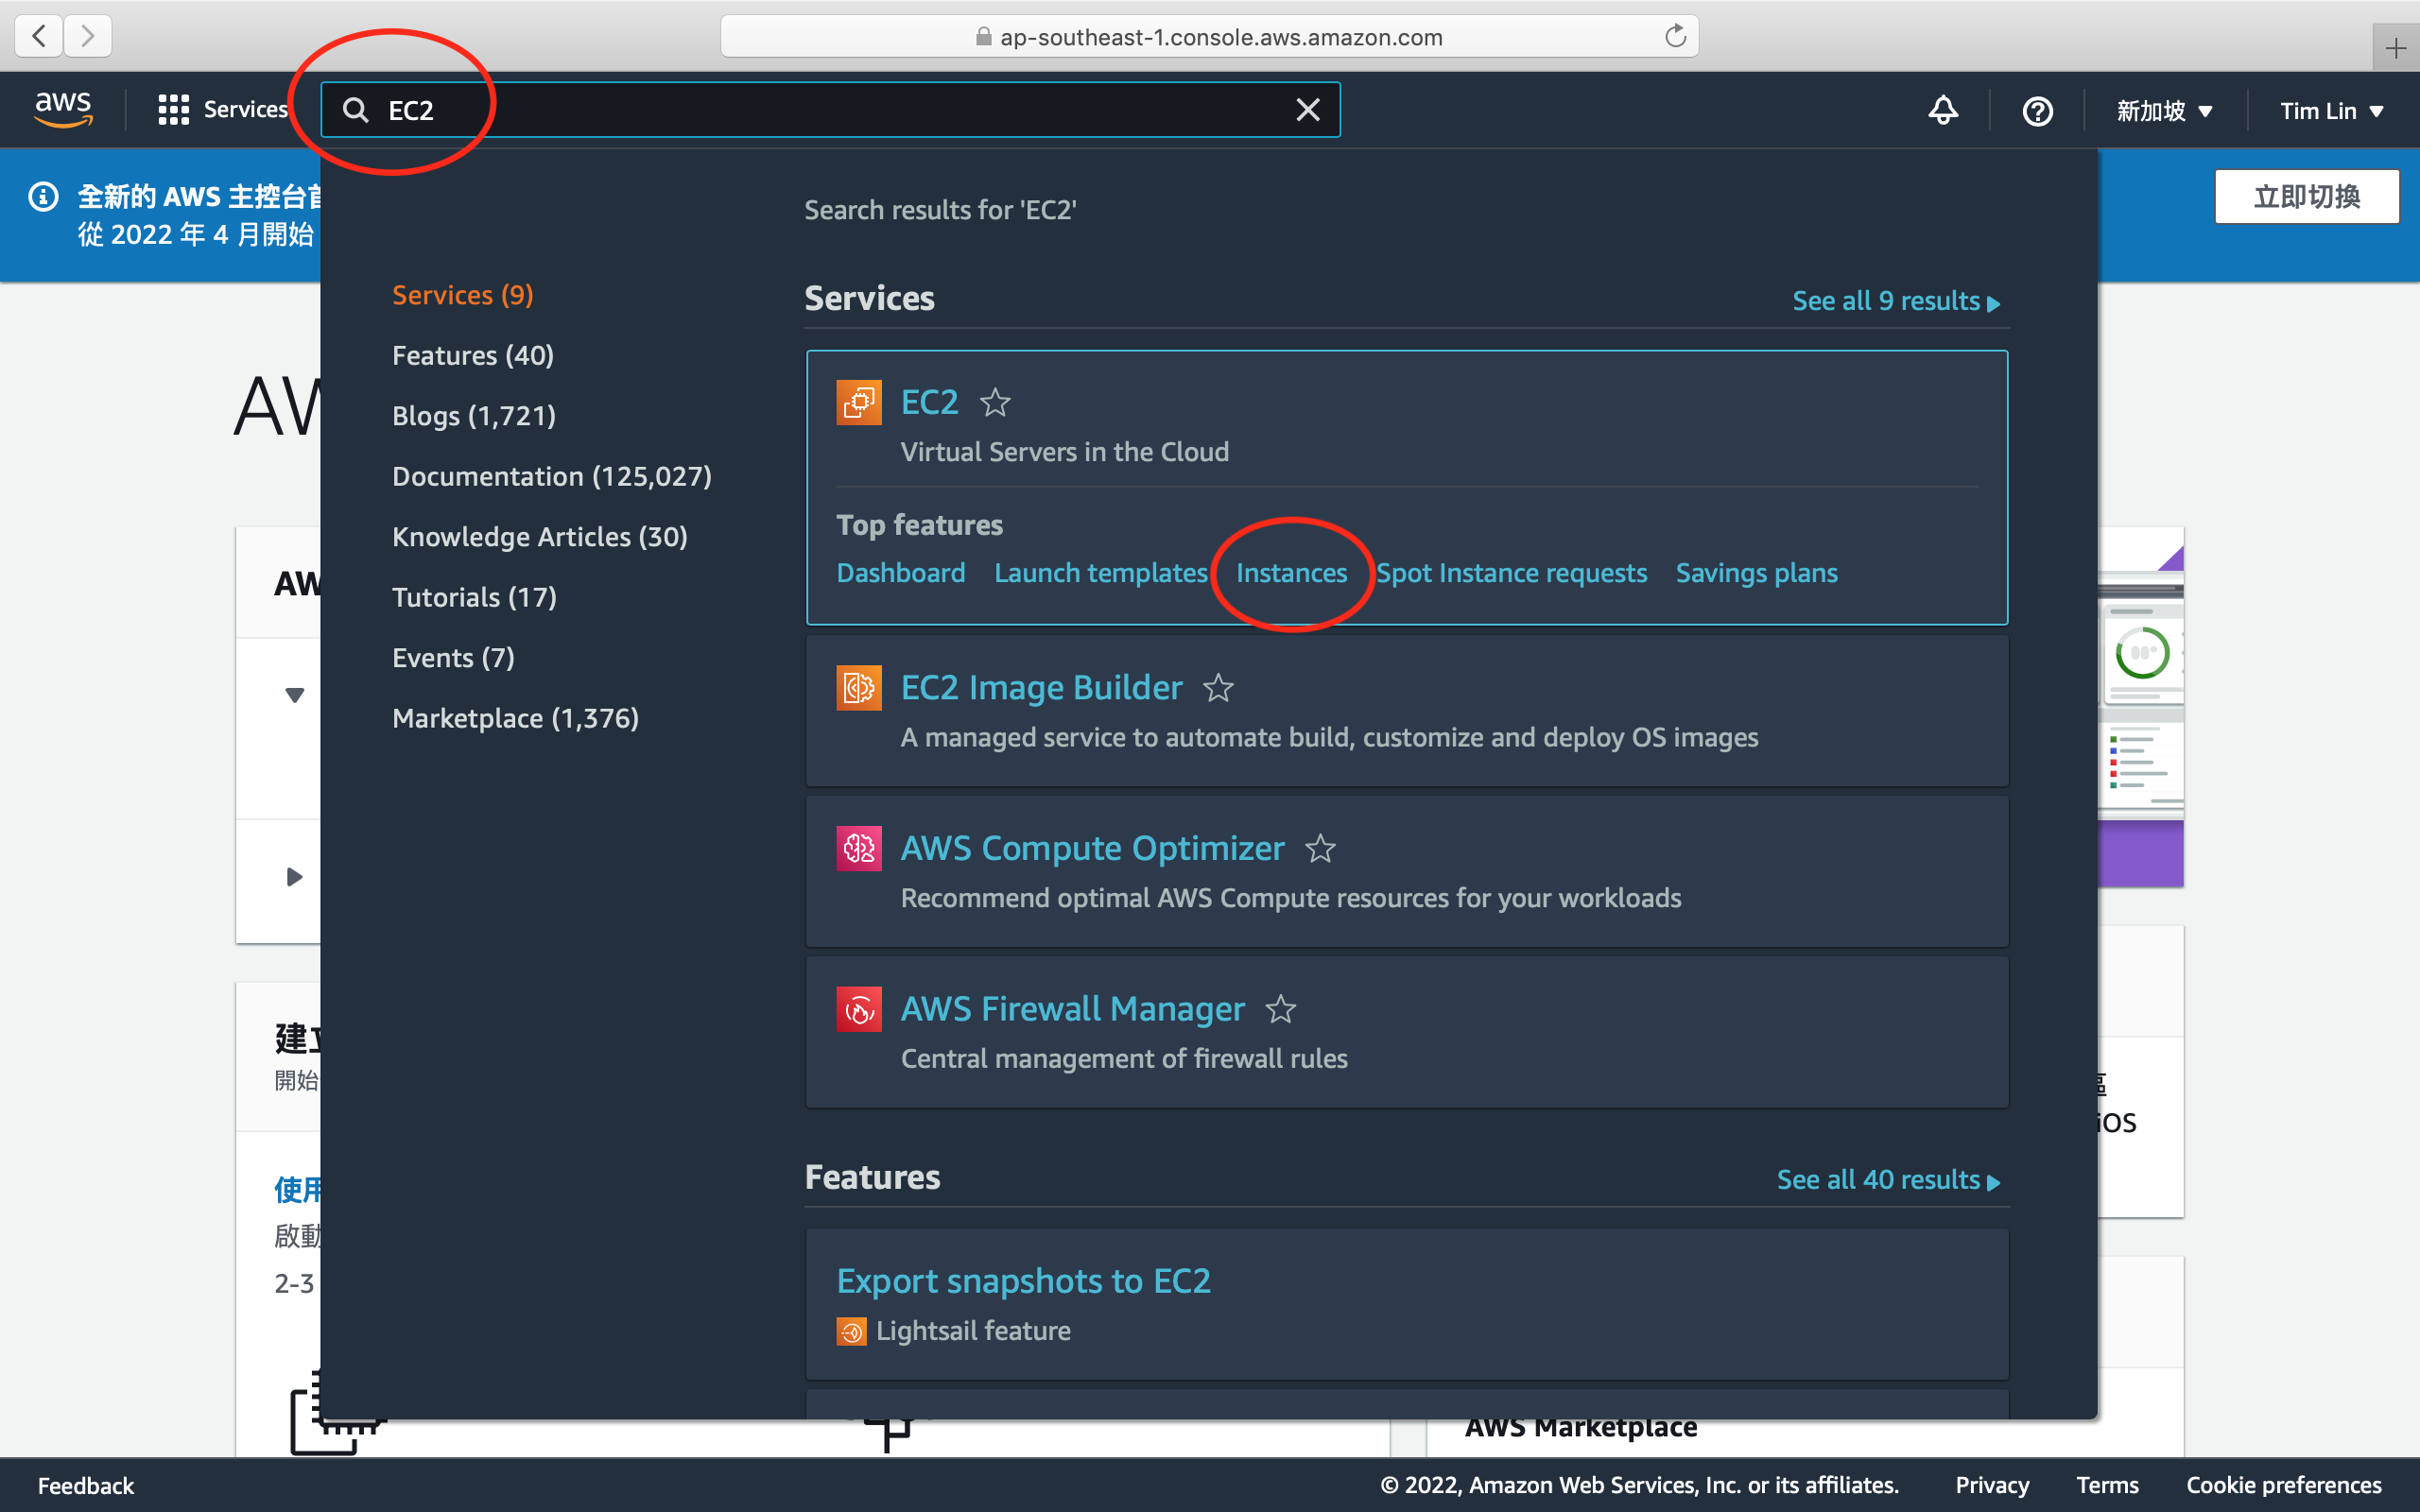 ap-southeast-1.console.aws.amazon.com
aws
Services
EC2
新加坡
Tim Lin
全新的 AWS 主控台
從 2022 年 4 月開始
立即切換
Search results for 'EC2'
Services (9)
Features (40)
Blogs (1,721)
Documentation (125,027)
Knowledge Articles (30)
Tutorials (17)
Events (7)
Marketplace (1,376)
Services
See all 9 results
EC2
Virtual Servers in the Cloud
Top features
Dashboard Launch templates Instances Spot Instance requests Savings plans
EC2 Image Builder
A managed service to automate build, customize and deploy OS images
AWS Compute Optimizer
Recommend optimal AWS Compute resources for your workloads
AWS Firewall Manager
Central management of firewall rules
Features
See all 40 results
Export snapshots to EC2
Lightsail feature
AW
AW
建
開始
使用
啟動
2-3
iOS
AWS Marketplace
Feedback
© 2022, Amazon Web Services, Inc. or its affiliates.
Privacy
Terms
Cookie preferences